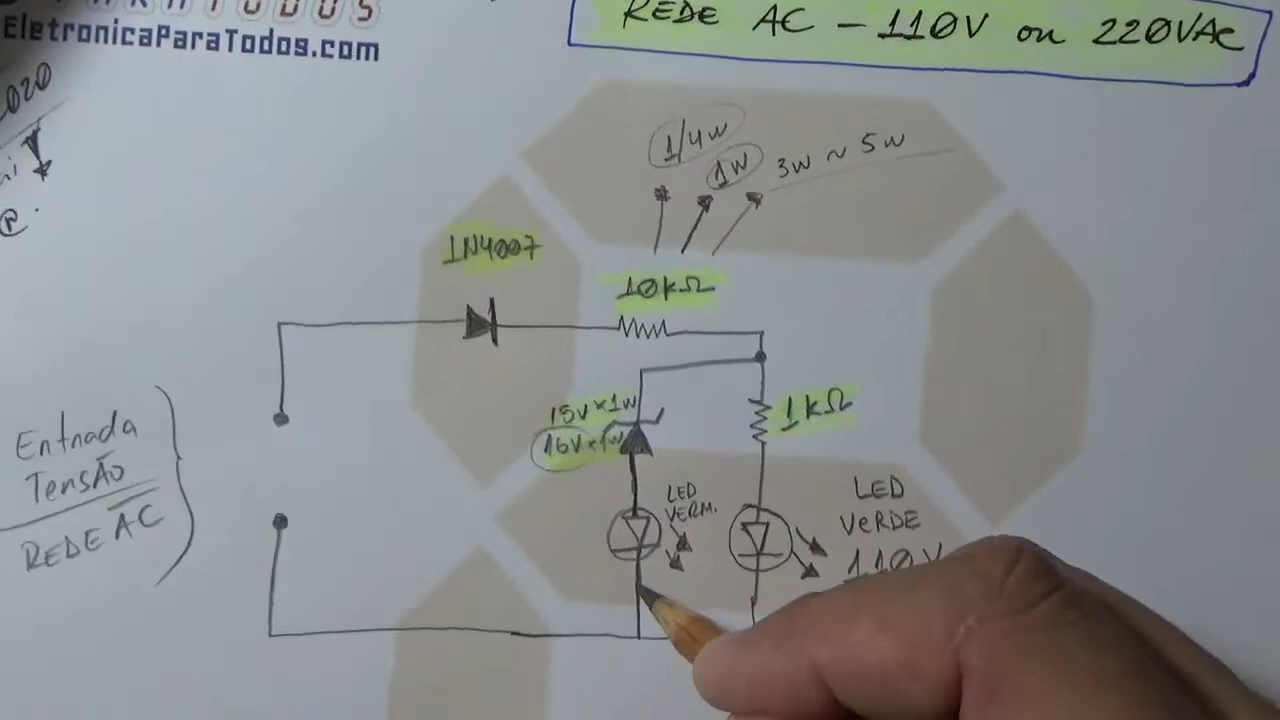 EletronicaParaTodos.com
REDE AC - 110V ou 220VAC
1/4W
1W
3W ~ 5W
1N4007
10KΩ
15V×1W
16V×1W
1KΩ
LED
VERM.
LED
VERDE
110V
Entrada
TENSÃO
REDE AC